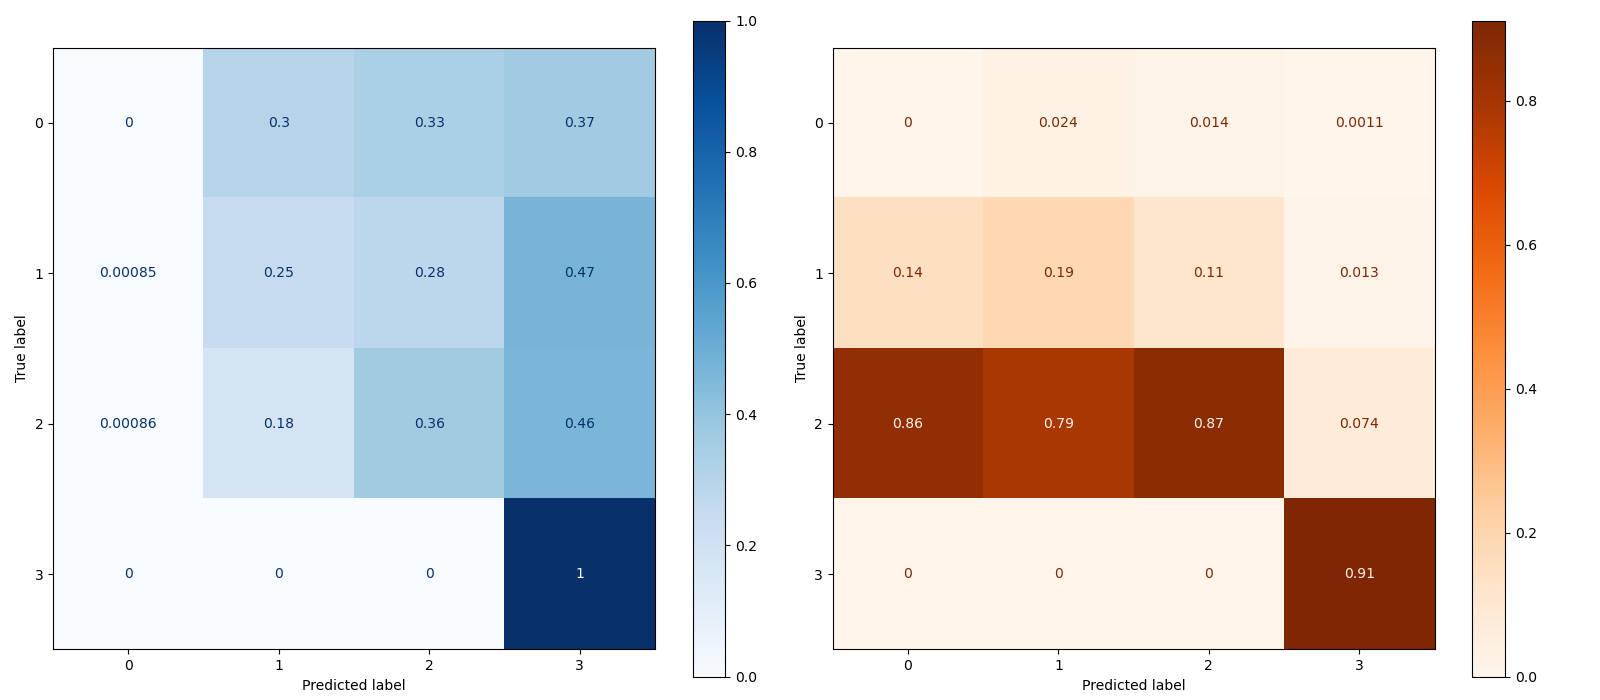 1.0
0.8
0.6
0.4
0.2
0.0
0 0 0.3 0.33 0.37
1 0.00085 0.25 0.28 0.47
2 0.00086 0.18 0.36 0.46
3 0 0 0 1
0 1 2 3
True label
Predicted label
0.8
0.6
0.4
0.2
0.0
0 0 0.024 0.014 0.0011
1 0.14 0.19 0.11 0.013
2 0.86 0.79 0.87 0.074
3 0 0 0 0.91
0 1 2 3
True label
Predicted label